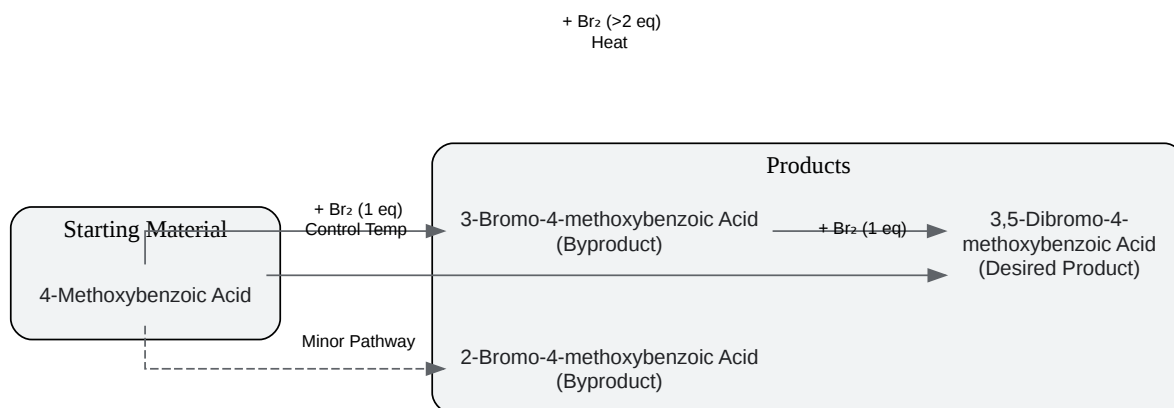 + Br₂ (>2 eq)
Heat
Products
Starting Material
+ Br₂ (1 eq)
Control Temp
3-Bromo-4-methoxybenzoic Acid
(Byproduct)
+ Br₂ (1 eq)
3,5-Dibromo-4-
methoxybenzoic Acid
(Desired Product)
4-Methoxybenzoic Acid
Minor Pathway
2-Bromo-4-methoxybenzoic Acid
(Byproduct)